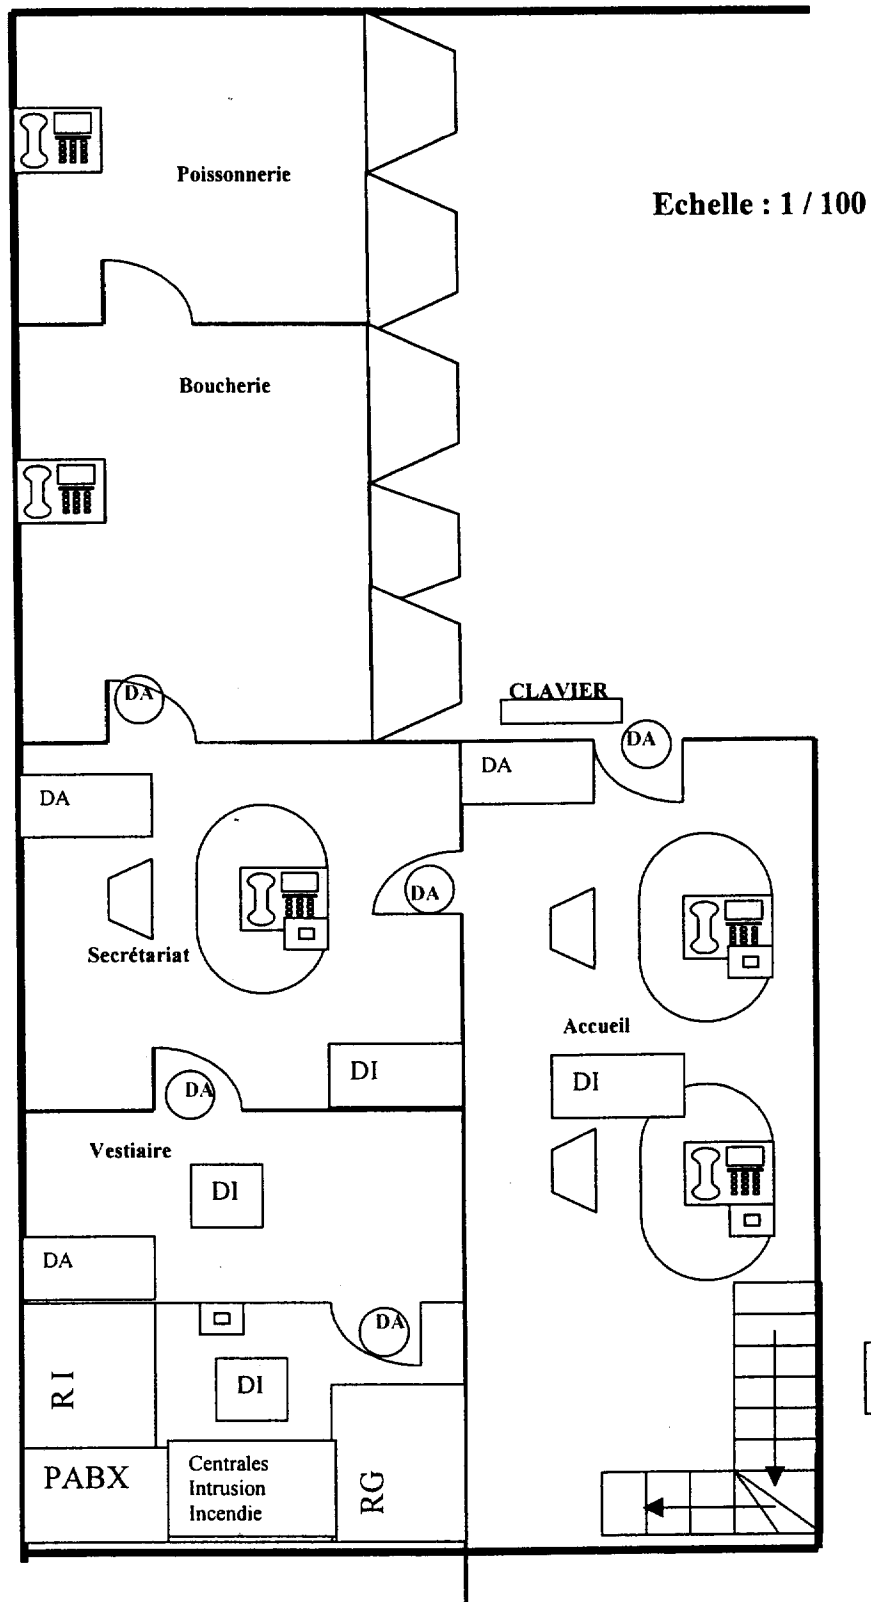 Poissonnerie
Echelle : 1 / 100
Boucherie
DA
CLAVIER
DA
DA
DA
DA
Secrétariat
Accueil
DI
DI
DA
Vestiaire
DI
DA
DA
R I
DI
PABX
Centrales
Intrusion
Incendie
RG